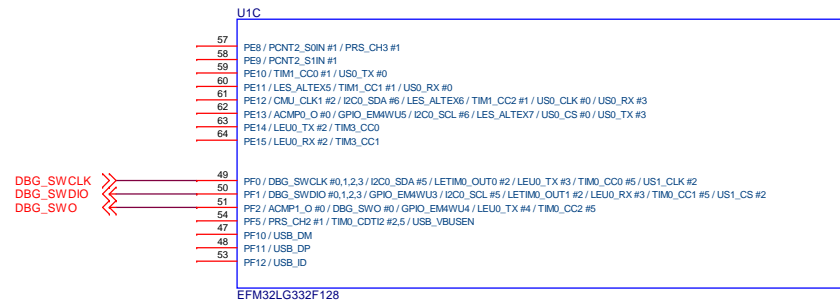 U1C
57 PE8 / PCNT2_S0IN #1 / PRS_CH3 #1
58 PE9 / PCNT2_S1IN #1
59 PE10 / TIM1_CC0 #1 / US0_TX #0
60 PE11 / LES_ALTEX5 / TIM1_CC1 #1 / US0_RX #0
61 PE12 / CMU_CLK1 #2 / I2C0_SDA #6 / LES_ALTEX6 / TIM1_CC2 #1 / US0_CLK #0 / US0_RX #3
62 PE13 / ACMP0_O #0 / GPIO_EM4WU5 / I2C0_SCL #6 / LES_ALTEX7 / US0_CS #0 / US0_TX #3
63 PE14 / LEU0_TX #2 / TIM3_CC0
64 PE15 / LEU0_RX #2 / TIM3_CC1
DBG_SWCLK 49 PF0 / DBG_SWCLK #0,1,2,3 / I2C0_SDA #5 / LETIM0_OUT0 #2 / LEU0_TX #3 / TIM0_CC0 #5 / US1_CLK #2
DBG_SWDIO 50 PF1 / DBG_SWDIO #0,1,2,3 / GPIO_EM4WU3 / I2C0_SCL #5 / LETIM0_OUT1 #2 / LEU0_RX #3 / TIM0_CC1 #5 / US1_CS #2
DBG_SWO 51 PF2 / ACMP1_O #0 / DBG_SWO #0 / GPIO_EM4WU4 / LEU0_TX #4 / TIM0_CC2 #5
54 PF5 / PRS_CH2 #1 / TIM0_CDTI2 #2,5 / USB_VBUSEN
47 PF10 / USB_DM
48 PF11 / USB_DP
53 PF12 / USB_ID
EFM32LG332F128